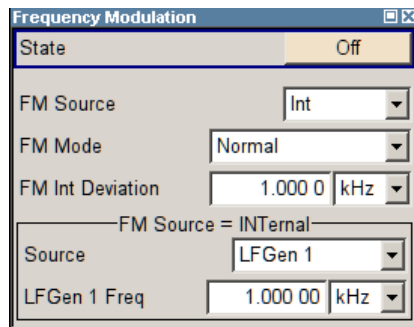 Frequency Modulation
State Off
FM Source Int
FM Mode Normal
FM Int Deviation 1.000 0 kHz
FM Source = INTernal
Source LFGen 1
LFGen 1 Freq 1.000 00 kHz